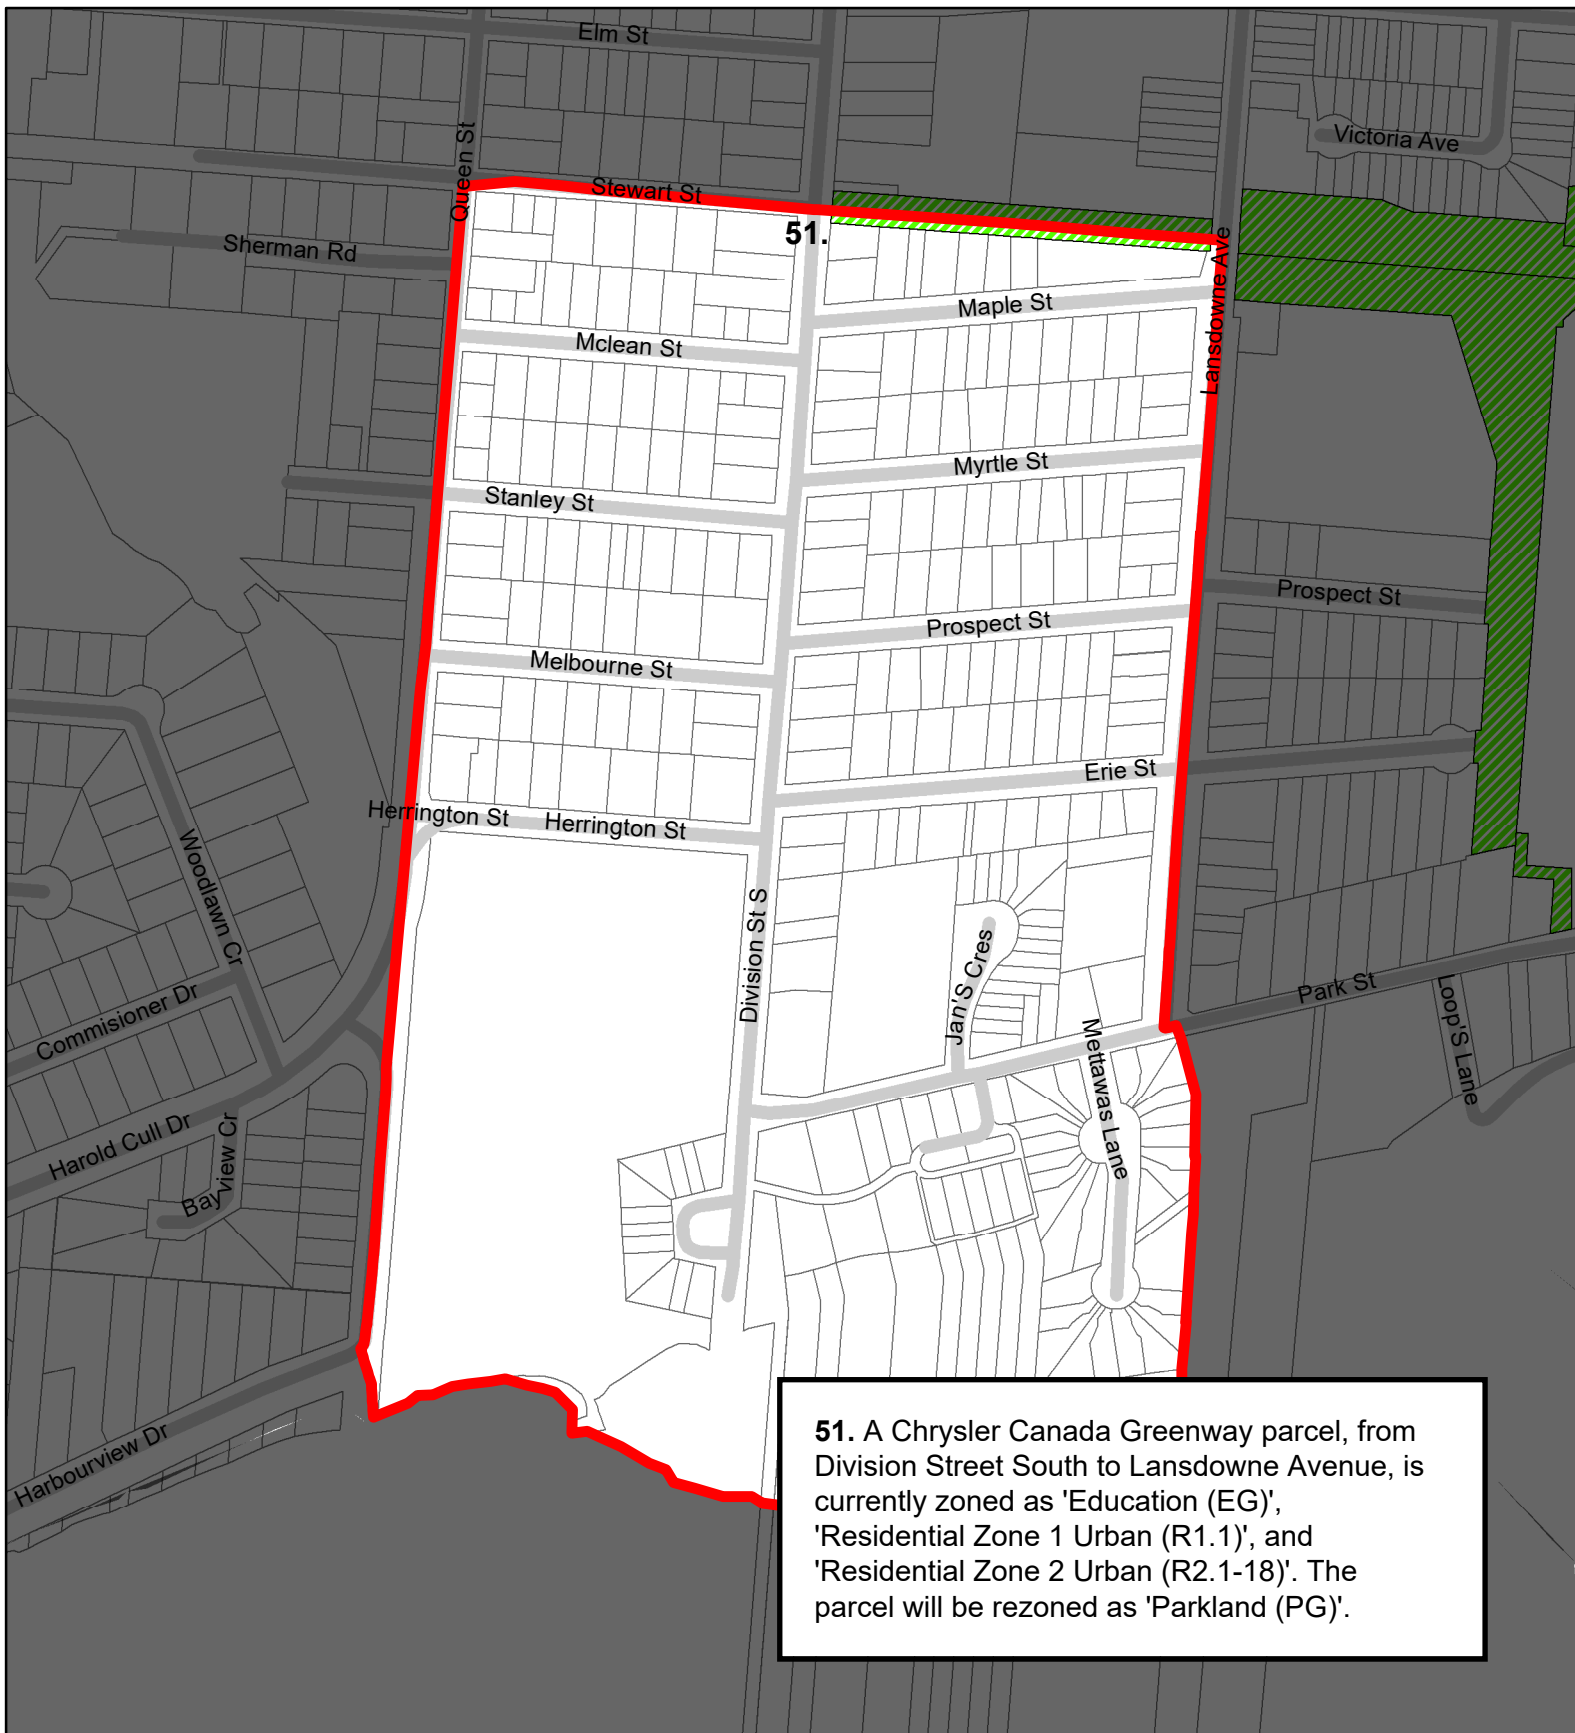 Elm St
Victoria Ave
Queen St
Stewart St
51.
Sherman Rd
Lansdowne Ave
Maple St
Mclean St
Myrtle St
Stanley St
Prospect St
Prospect St
Melbourne St
Erie St
Herrington St
Herrington St
Woodlawn Cr
Division St S
Jan'S Cres
Park St
Loop'S Lane
Commisioner Dr
Mettawas Lane
Harold Cull Dr
Bayview Cr
Harbourview Dr
51. A Chrysler Canada Greenway parcel, from
Division Street South to Lansdowne Avenue, is
currently zoned as 'Education (EG)',
'Residential Zone 1 Urban (R1.1)', and
'Residential Zone 2 Urban (R2.1-18)'. The
parcel will be rezoned as 'Parkland (PG)'.